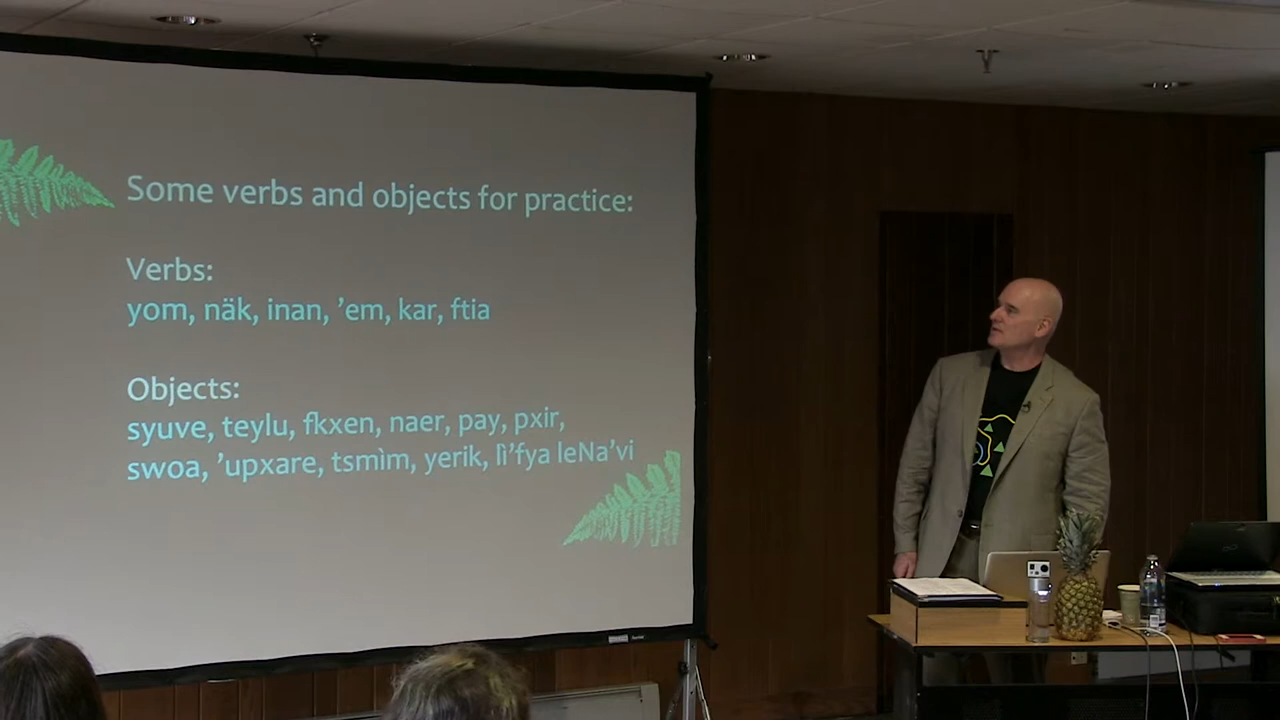 Some verbs and objects for practice:
Verbs:
yom, näk, inan, ’em, kar, ftia
Objects:
syuve, teylu, fkxen, naer, pay, pxir,
swoa, ’upxare, tsmìm, yerik, lì’fya leNa’vi